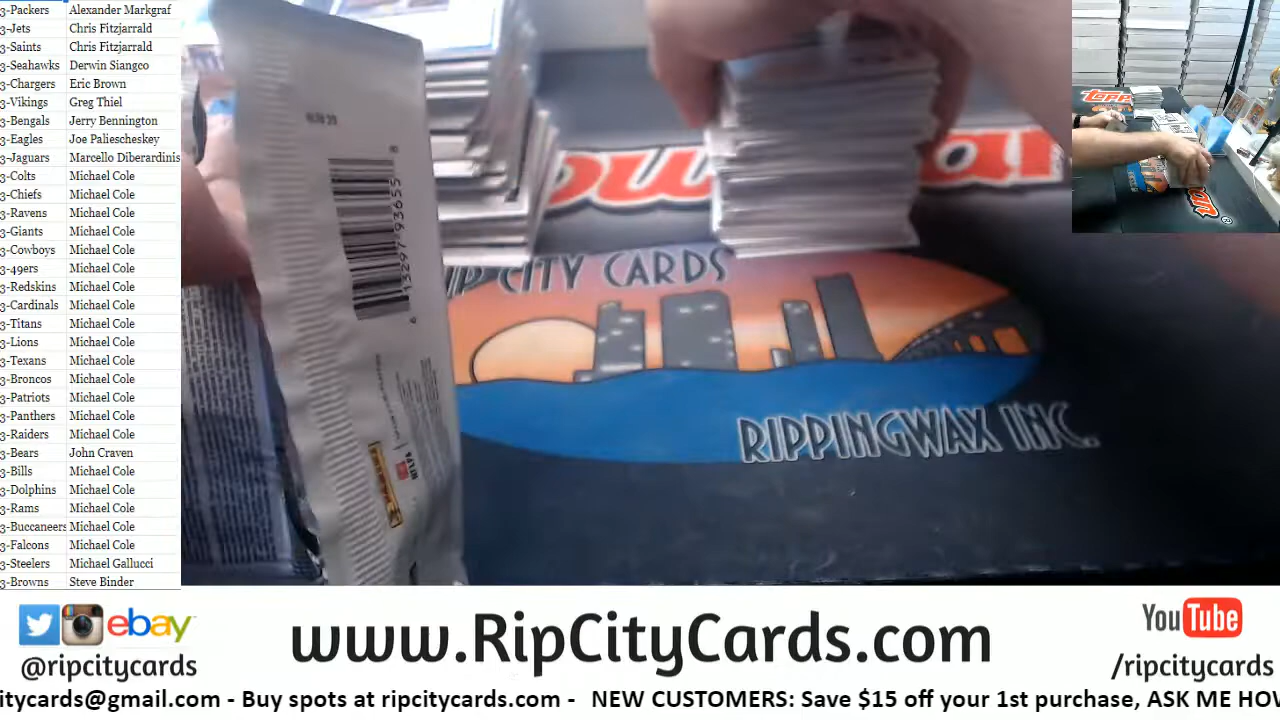 3-Packers Alexander Markgraf
3-Jets Chris Fitzjarrald
3-Saints Chris Fitzjarrald
3-Seahawks Derwin Siangco
3-Chargers Eric Brown
3-Vikings Greg Thiel
3-Bengals Jerry Bennington
3-Eagles Joe Paliescheskey
3-Jaguars Marcello Diberardinis
3-Colts Michael Cole
3-Chiefs Michael Cole
3-Ravens Michael Cole
3-Giants Michael Cole
3-Cowboys Michael Cole
3-49ers Michael Cole
3-Redskins Michael Cole
3-Cardinals Michael Cole
3-Titans Michael Cole
3-Lions Michael Cole
3-Texans Michael Cole
3-Broncos Michael Cole
3-Patriots Michael Cole
3-Panthers Michael Cole
3-Raiders Michael Cole
3-Bears John Craven
3-Bills Michael Cole
3-Dolphins Michael Cole
3-Rams Michael Cole
3-Buccaneers Michael Cole
3-Falcons Michael Cole
3-Steelers Michael Gallucci
3-Browns Steve Binder
13297 93655 8
NFLPA
PANINI
IP CITY CARDS
RIPPINGWAX INC.
ebay
@ripcitycards
www.RipCityCards.com
YouTube
/ripcitycards
itycards@gmail.com - Buy spots at ripcitycards.com - NEW CUSTOMERS: Save $15 off your 1st purchase, ASK ME HOW